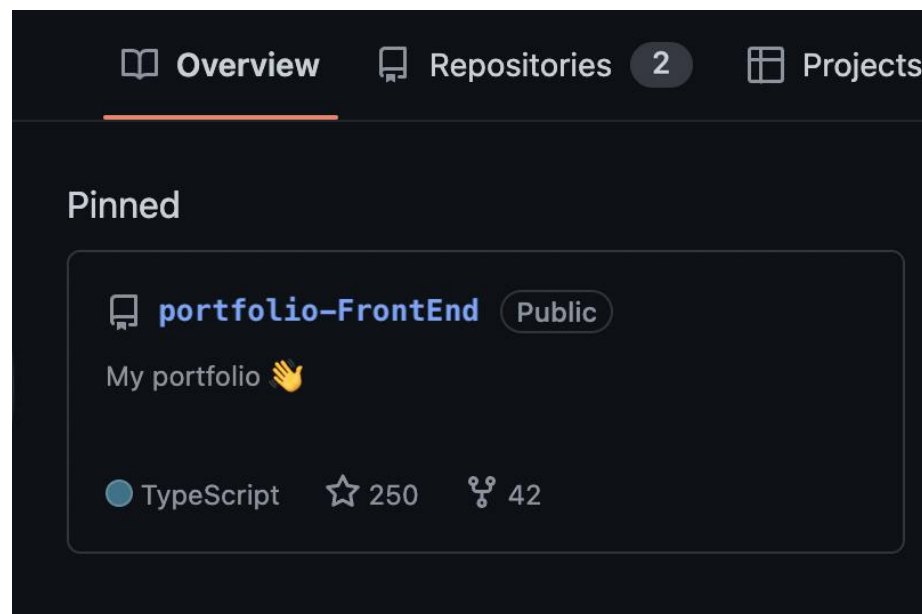 Overview Repositories 2 Projects
Pinned
portfolio-FrontEnd Public
My portfolio 👋
TypeScript 250 42